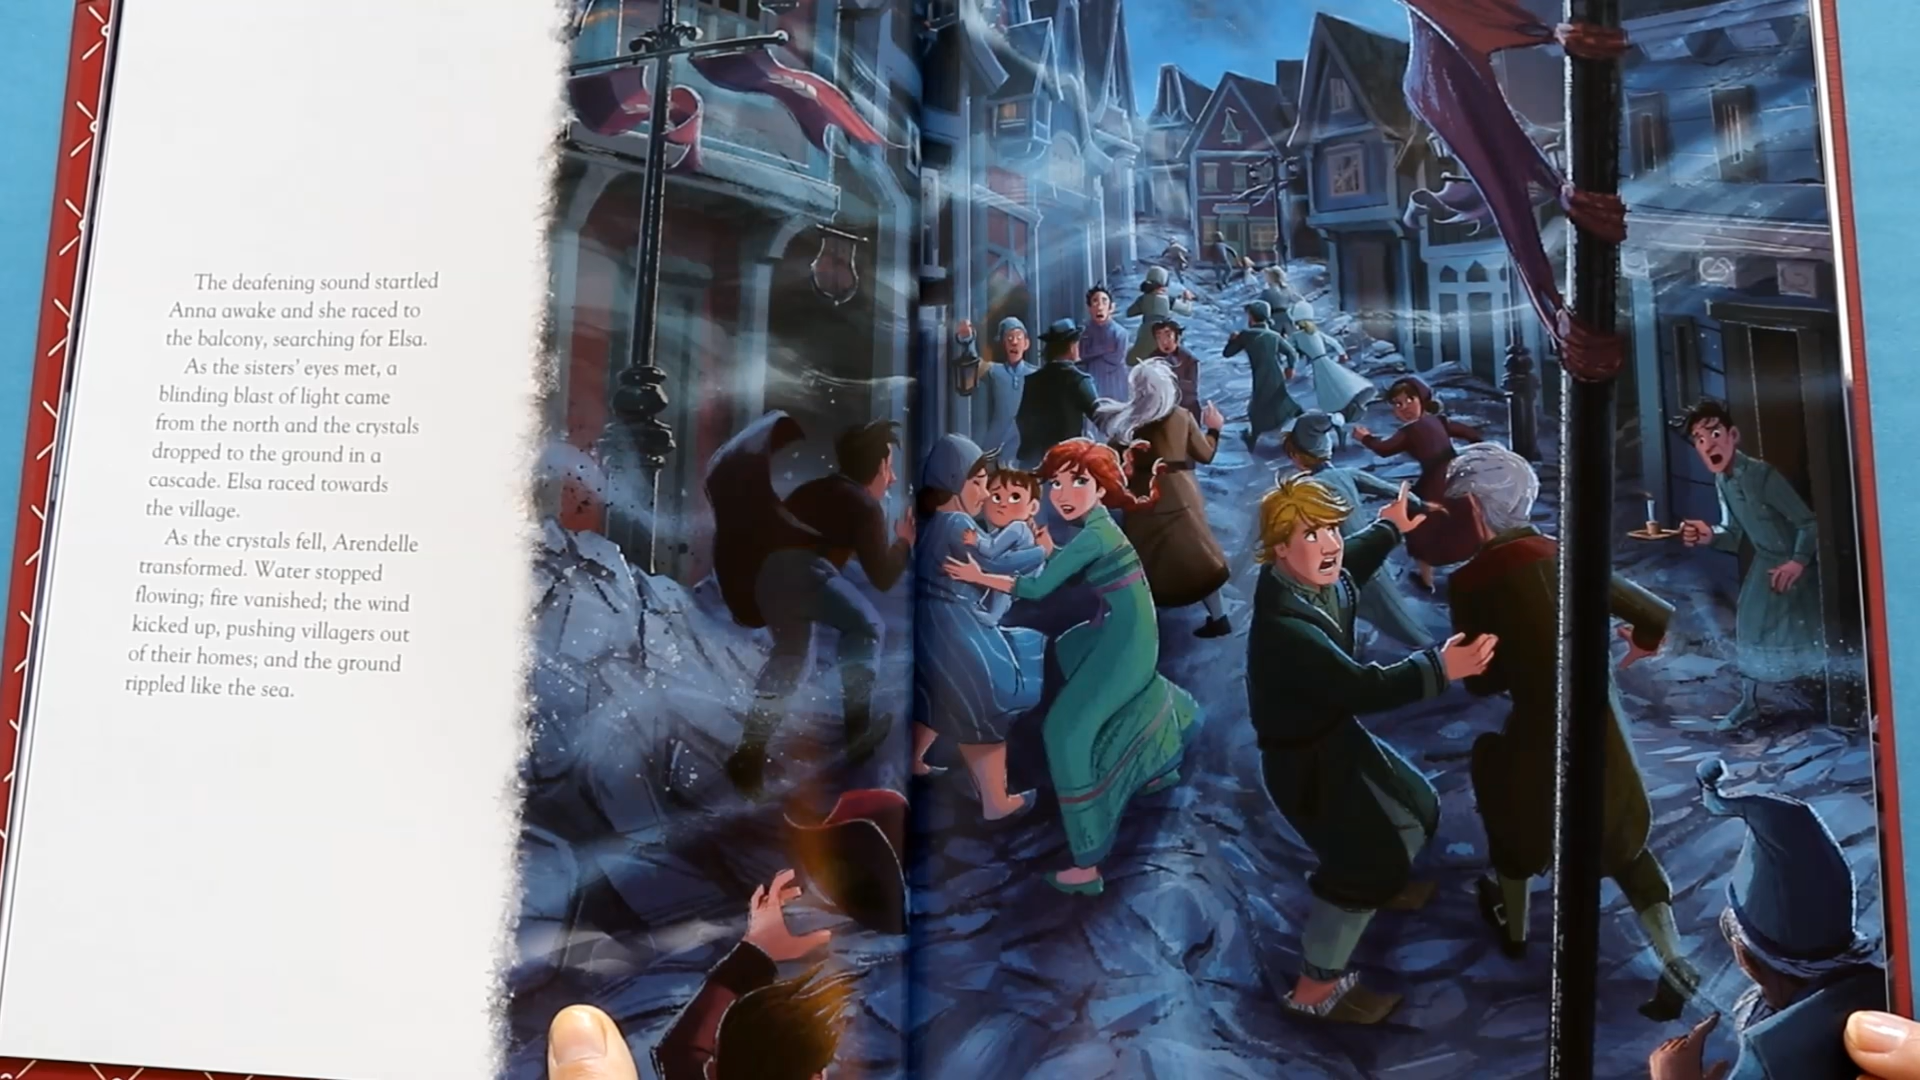 The deafening sound startled
Anna awake and she raced to
the balcony, searching for Elsa.
As the sisters' eyes met, a
blinding blast of light came
from the north and the crystals
dropped to the ground in a
cascade. Elsa raced towards
the village.
As the crystals fell, Arendelle
transformed. Water stopped
flowing; fire vanished; the wind
kicked up, pushing villagers out
of their homes; and the ground
rippled like the sea.